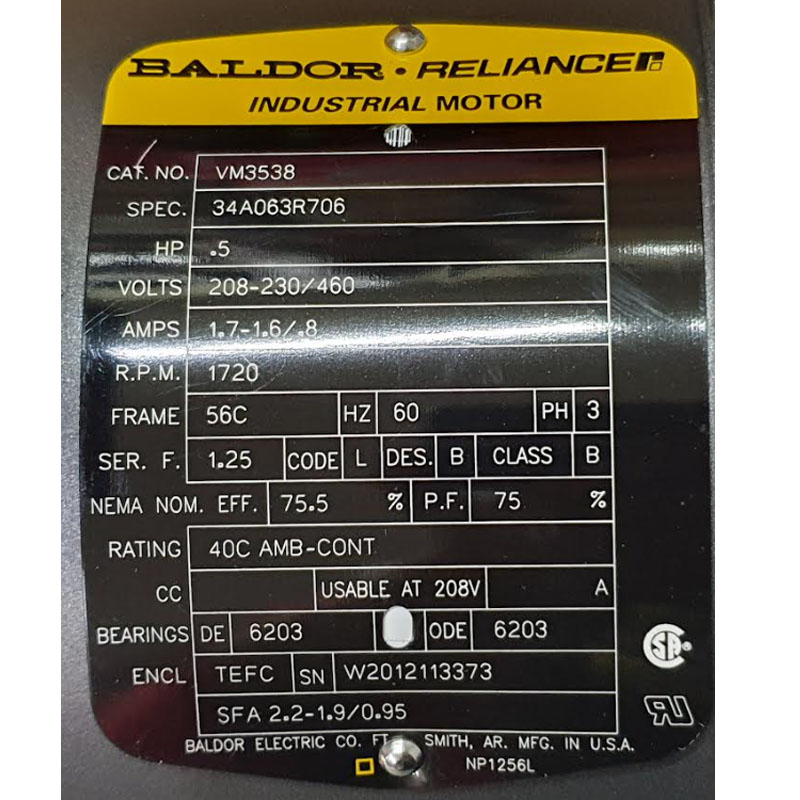 BALDOR • RELIANCE
INDUSTRIAL MOTOR
CAT. NO. VM3538
SPEC. 34A063R706
HP .5
VOLTS 208-230/460
AMPS 1.7-1.6/.8
R.P.M. 1720
FRAME 56C HZ 60 PH 3
SER. F. 1.25 CODE L DES. B CLASS B
NEMA NOM. EFF. 75.5 % P.F. 75 %
RATING 40C AMB-CONT
CC USABLE AT 208V A
BEARINGS DE 6203 ODE 6203
ENCL TEFC SN W2012113373
SFA 2.2-1.9/0.95
BALDOR ELECTRIC CO. FT. SMITH, AR. MFG. IN U.S.A.
NP1256L